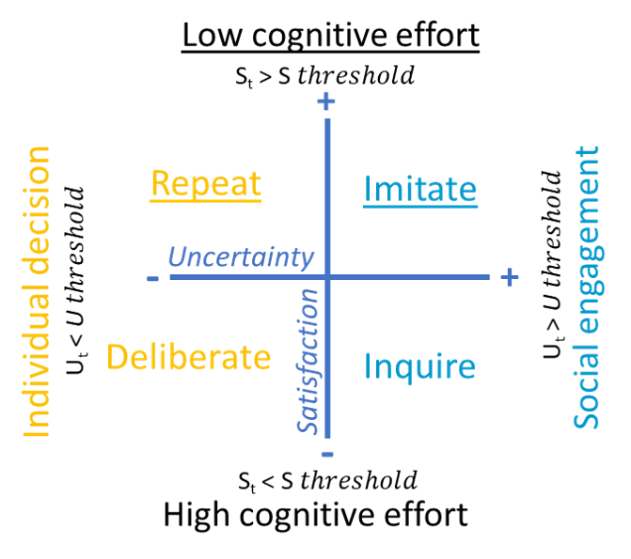 Low cognitive effort
Sₜ > S threshold
+
Individual decision
Uₜ < U threshold
Repeat
Imitate
Uncertainty
-
+
Uₜ > U threshold
Social engagement
Deliberate
Satisfaction
Inquire
-
Sₜ < S threshold
High cognitive effort